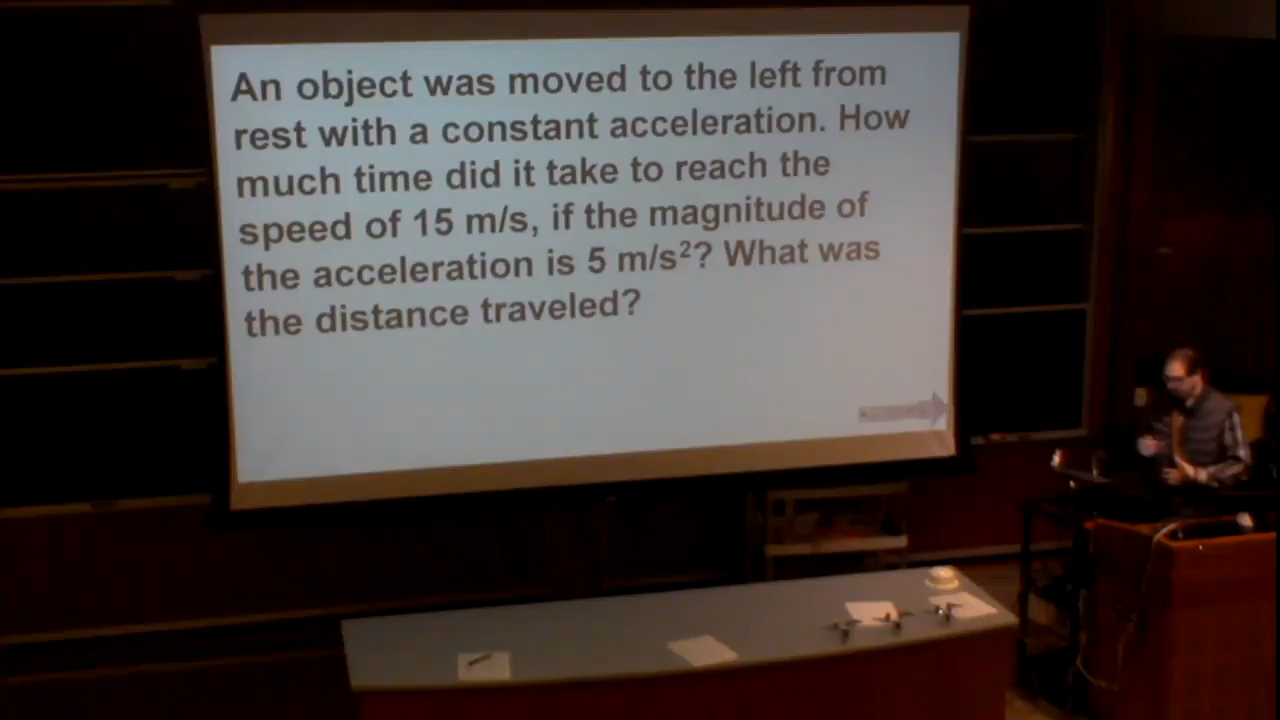 An object was moved to the left from
rest with a constant acceleration. How
much time did it take to reach the
speed of 15 m/s, if the magnitude of
the acceleration is 5 m/s²? What was
the distance traveled?